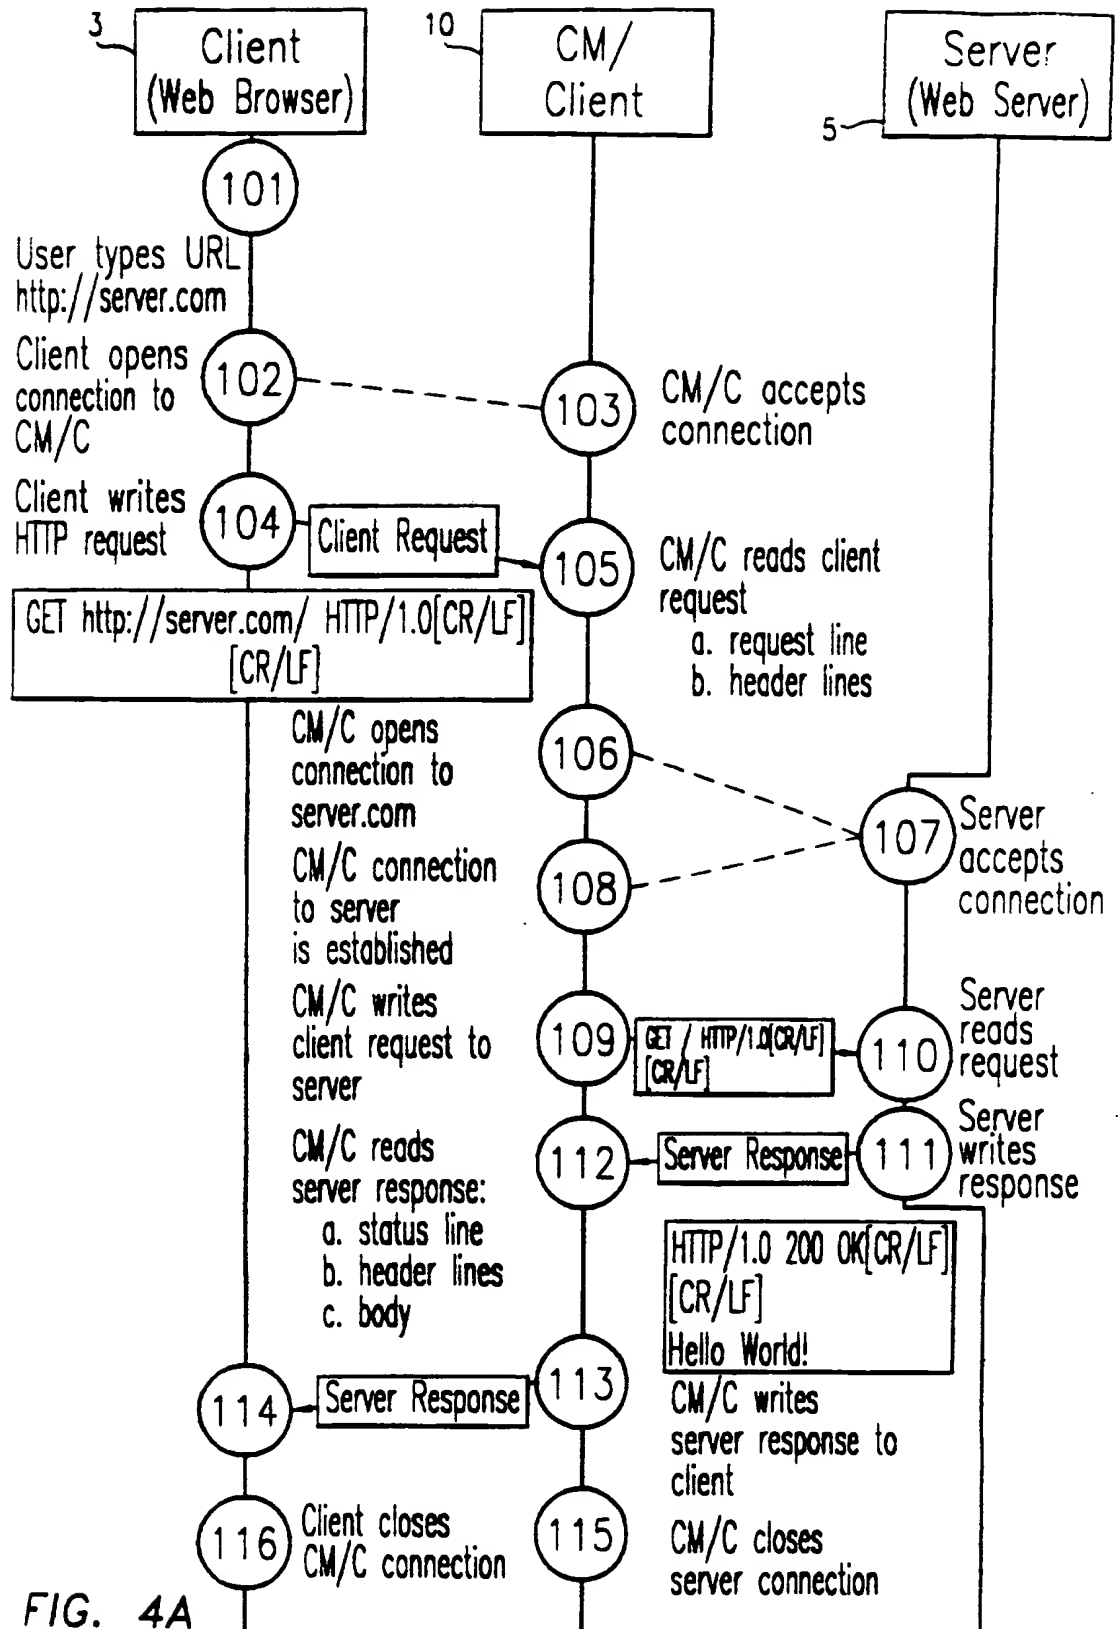 3
Client
(Web Browser)
10
CM/
Client
Server
(Web Server)
5
101
User types URL
http://server.com
Client opens
connection to
CM/C
102
103
CM/C accepts
connection
Client writes
HTTP request
104
Client Request
105
CM/C reads client
request
a. request line
b. header lines
GET http://server.com/ HTTP/1.0[CR/LF]
[CR/LF]
CM/C opens
connection to
server.com
106
107
Server
accepts
connection
CM/C connection
to server
is established
108
CM/C writes
client request to
server
109
GET / HTTP/1.0[CR/LF]
[CR/LF]
110
Server
reads
request
CM/C reads
server response:
a. status line
b. header lines
c. body
112
Server Response
111
Server
writes
response
HTTP/1.0 200 OK[CR/LF]
[CR/LF]
Hello World!
114
Server Response
113
CM/C writes
server response to
client
116
Client closes
CM/C connection
115
CM/C closes
server connection
FIG. 4A